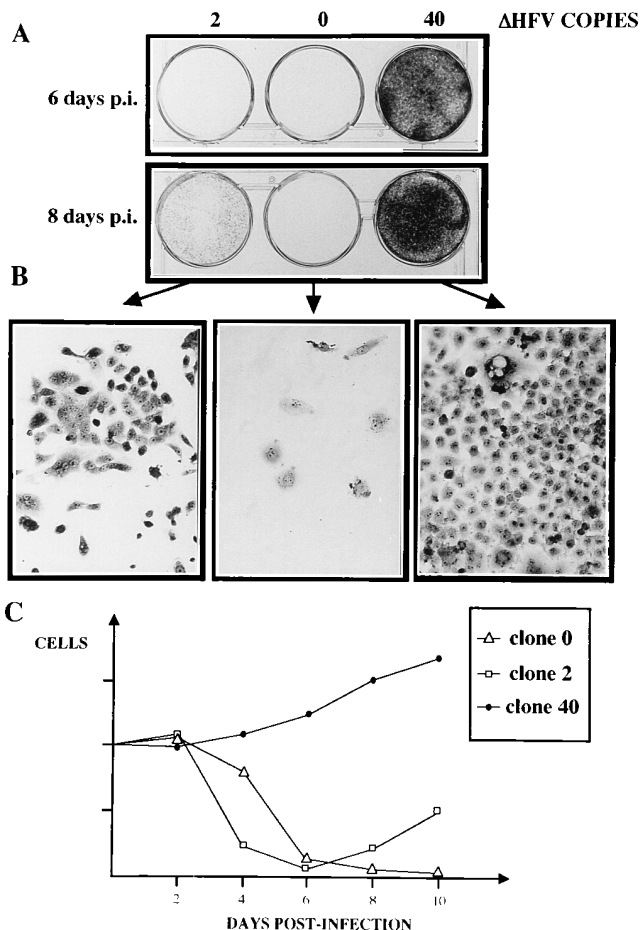 A
2 0 40 ΔHFV COPIES
6 days p.i.
8 days p.i.
B
C
CELLS
clone 0
clone 2
clone 40
2 4 6 8 10
DAYS POST-INFECTION